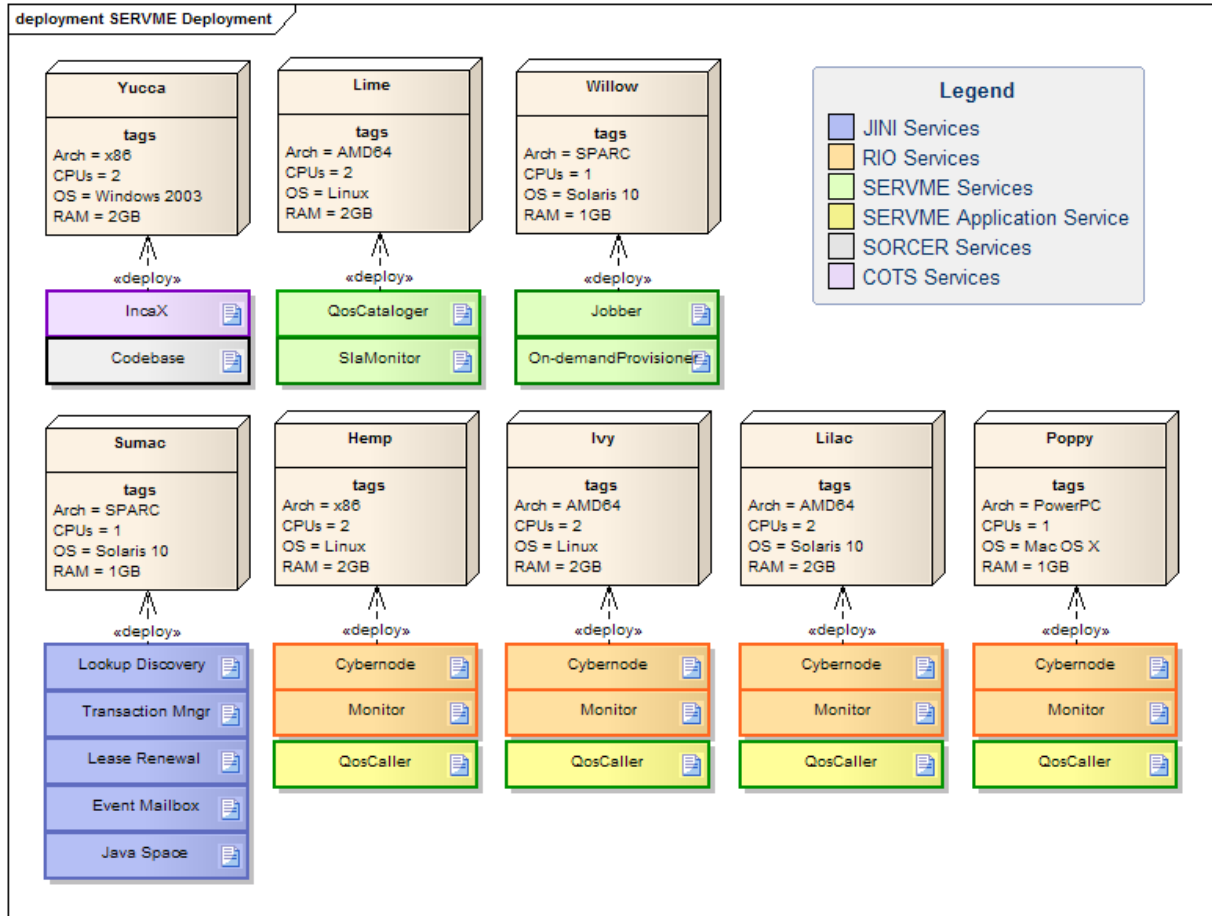 deployment SERVME Deployment
Yucca
tags
Arch = x86
CPUs = 2
OS = Windows 2003
RAM = 2GB
«deploy»
IncaX
Codebase
Lime
tags
Arch = AMD64
CPUs = 2
OS = Linux
RAM = 2GB
«deploy»
QosCataloger
SlaMonitor
Willow
tags
Arch = SPARC
CPUs = 1
OS = Solaris 10
RAM = 1GB
«deploy»
Jobber
On-demandProvisioner
Legend
JINI Services
RIO Services
SERVME Services
SERVME Application Service
SORCER Services
COTS Services
Sumac
tags
Arch = SPARC
CPUs = 1
OS = Solaris 10
RAM = 1GB
«deploy»
Lookup Discovery
Transaction Mngr
Lease Renewal
Event Mailbox
Java Space
Hemp
tags
Arch = x86
CPUs = 2
OS = Linux
RAM = 2GB
«deploy»
Cybernode
Monitor
QosCaller
Ivy
tags
Arch = AMD64
CPUs = 2
OS = Linux
RAM = 2GB
«deploy»
Cybernode
Monitor
QosCaller
Lilac
tags
Arch = AMD64
CPUs = 2
OS = Solaris 10
RAM = 2GB
«deploy»
Cybernode
Monitor
QosCaller
Poppy
tags
Arch = PowerPC
CPUs = 1
OS = Mac OS X
RAM = 1GB
«deploy»
Cybernode
Monitor
QosCaller